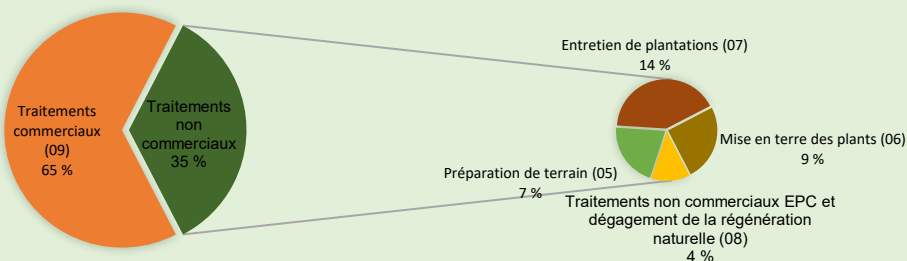 Traitements
commerciaux
(09)
65 %
Traitements
non
commerciaux
35 %
Entretien de plantations (07)
14 %
Mise en terre des plants (06)
9 %
Préparation de terrain (05)
7 %
Traitements non commerciaux EPC et
dégagement de la régénération
naturelle (08)
4 %